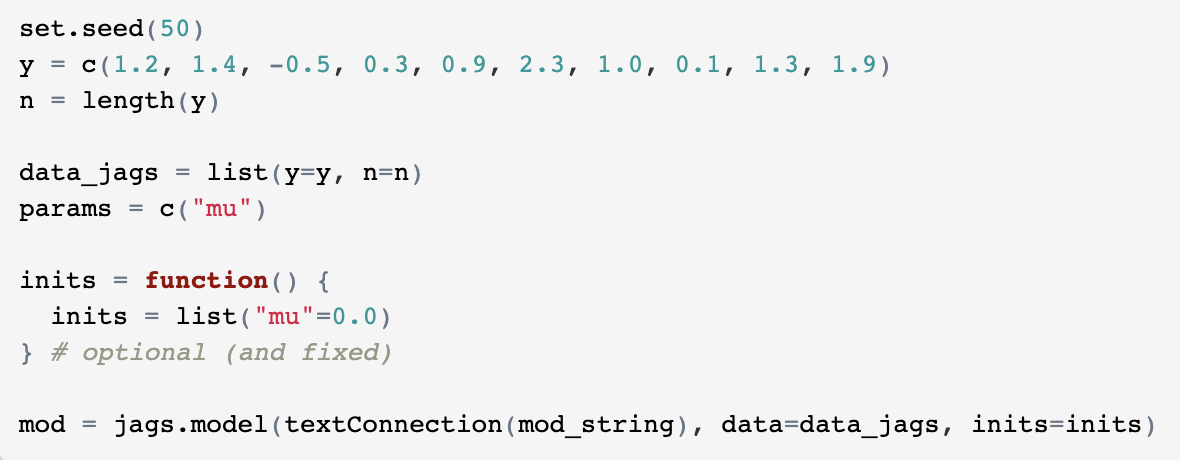 set.seed(50)
y = c(1.2, 1.4, -0.5, 0.3, 0.9, 2.3, 1.0, 0.1, 1.3, 1.9)
n = length(y)

data_jags = list(y=y, n=n)
params = c("mu")

inits = function() {
  inits = list("mu"=0.0)
} # optional (and fixed)

mod = jags.model(textConnection(mod_string), data=data_jags, inits=inits)